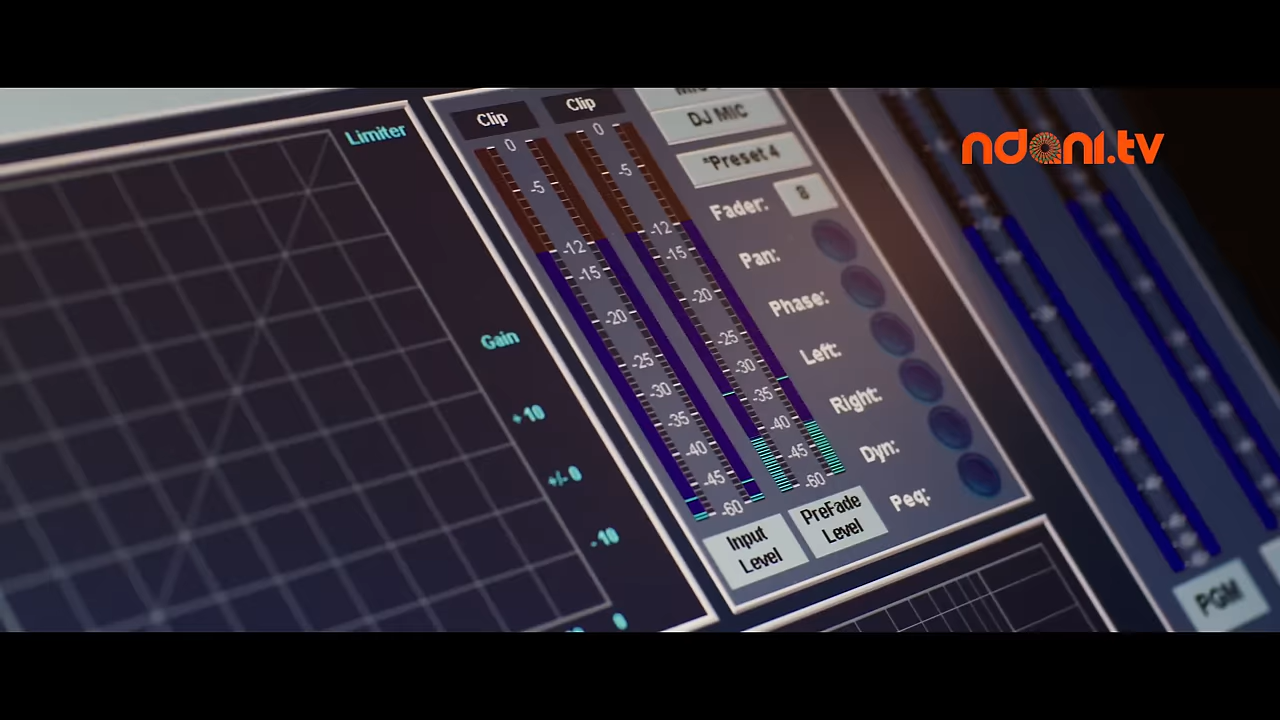 ndani.tv
Limiter
Gain
+10
+/-0
-10
0
Clip
0
-5
-12
-15
-20
-25
-30
-35
-40
-45
-60
Input
Level
Clip
0
-5
-12
-15
-20
-25
-30
-35
-40
-45
-60
PreFade
Level
DJ MIC
*Preset 4
Fader: 8
Pan:
Phase:
Left:
Right:
Dyn:
Peq:
PGM